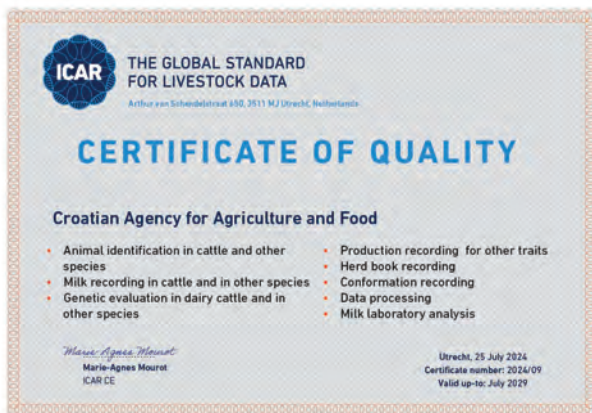 ICAR
THE GLOBAL STANDARD
FOR LIVESTOCK DATA
Arthur van Schendelstraat 650, 3511 MJ Utrecht, Netherlands
CERTIFICATE OF QUALITY
Croatian Agency for Agriculture and Food
• Animal identification in cattle and other
species
• Milk recording in cattle and in other species
• Genetic evaluation in dairy cattle and in
other species
• Production recording for other traits
• Herd book recording
• Conformation recording
• Data processing
• Milk laboratory analysis
Marie-Agnes Mourot
Marie-Agnes Mourot
ICAR CE
Utrecht, 25 July 2024
Certificate number: 2024/09
Valid up-to: July 2029